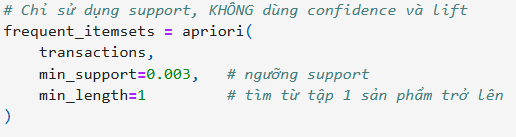 # Chỉ sử dụng support, KHÔNG dùng confidence và lift
frequent_itemsets = apriori(
    transactions,
    min_support=0.003,   # ngưỡng support
    min_length=1         # tìm từ tập 1 sản phẩm trở lên
)